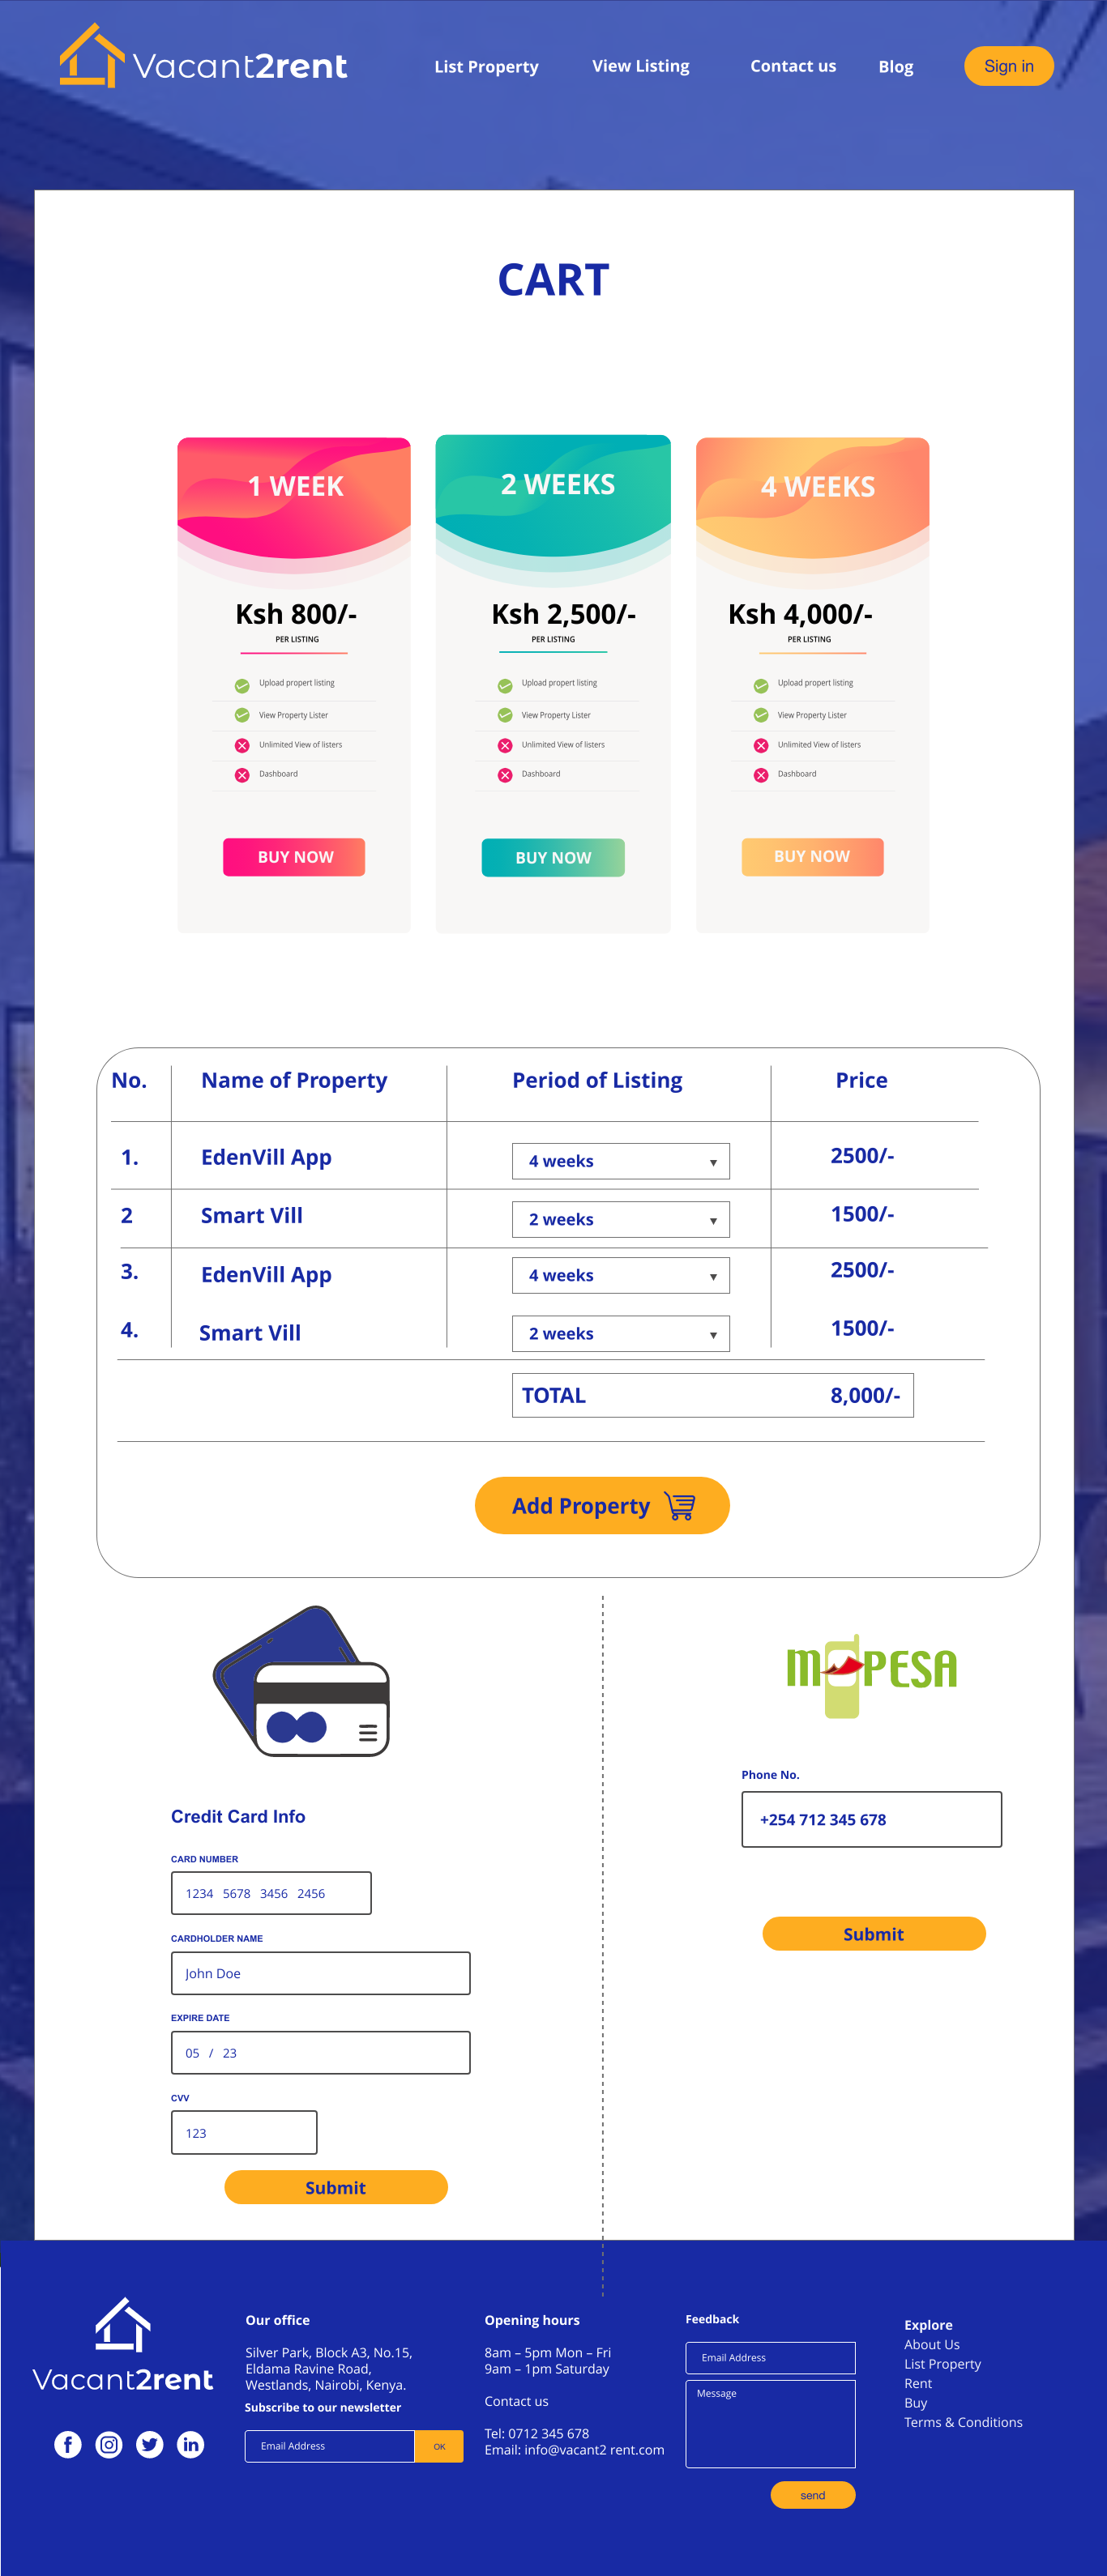 Vacant2rent
List Property
View Listing
Contact us
Blog
Sign in
CART
1 WEEK
Ksh 800/-
PER LISTING
Upload propert listing
View Property Lister
Unlimited View of listers
Dashboard
BUY NOW
2 WEEKS
Ksh 2,500/-
PER LISTING
Upload propert listing
View Property Lister
Unlimited View of listers
Dashboard
BUY NOW
4 WEEKS
Ksh 4,000/-
PER LISTING
Upload propert listing
View Property Lister
Unlimited View of listers
Dashboard
BUY NOW
No. Name of Property Period of Listing Price
1. EdenVill App 4 weeks 2500/-
2 Smart Vill 2 weeks 1500/-
3. EdenVill App 4 weeks 2500/-
4. Smart Vill 2 weeks 1500/-
TOTAL 8,000/-
Add Property
Credit Card Info
CARD NUMBER
1234 5678 3456 2456
CARDHOLDER NAME
John Doe
EXPIRE DATE
05 / 23
CVV
123
Submit
m-PESA
Phone No.
+254 712 345 678
Submit
Vacant2rent
Our office
Silver Park, Block A3, No.15,
Eldama Ravine Road,
Westlands, Nairobi, Kenya.
Subscribe to our newsletter
Email Address
OK
Opening hours
8am – 5pm Mon – Fri
9am – 1pm Saturday
Contact us
Tel: 0712 345 678
Email: info@vacant2 rent.com
Feedback
Email Address
Message
send
Explore
About Us
List Property
Rent
Buy
Terms & Conditions